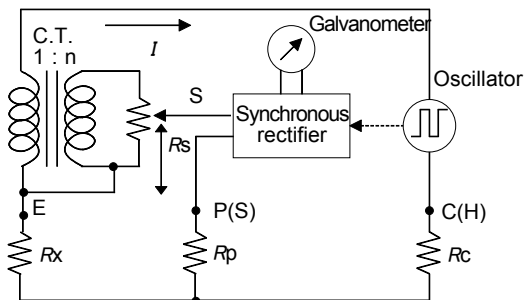 Galvanometer
C.T.
1 : n
I
Oscillator
S
Synchronous
rectifier
Rs
E
P(S)
C(H)
Rx
Rp
Rc